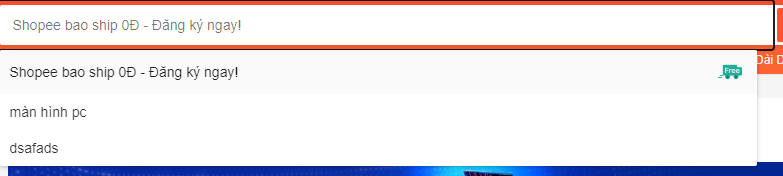 Shopee bao ship 0Đ - Đăng ký ngay!
Shopee bao ship 0Đ - Đăng ký ngay!
Free
Dài D
màn hình pc
dsafads